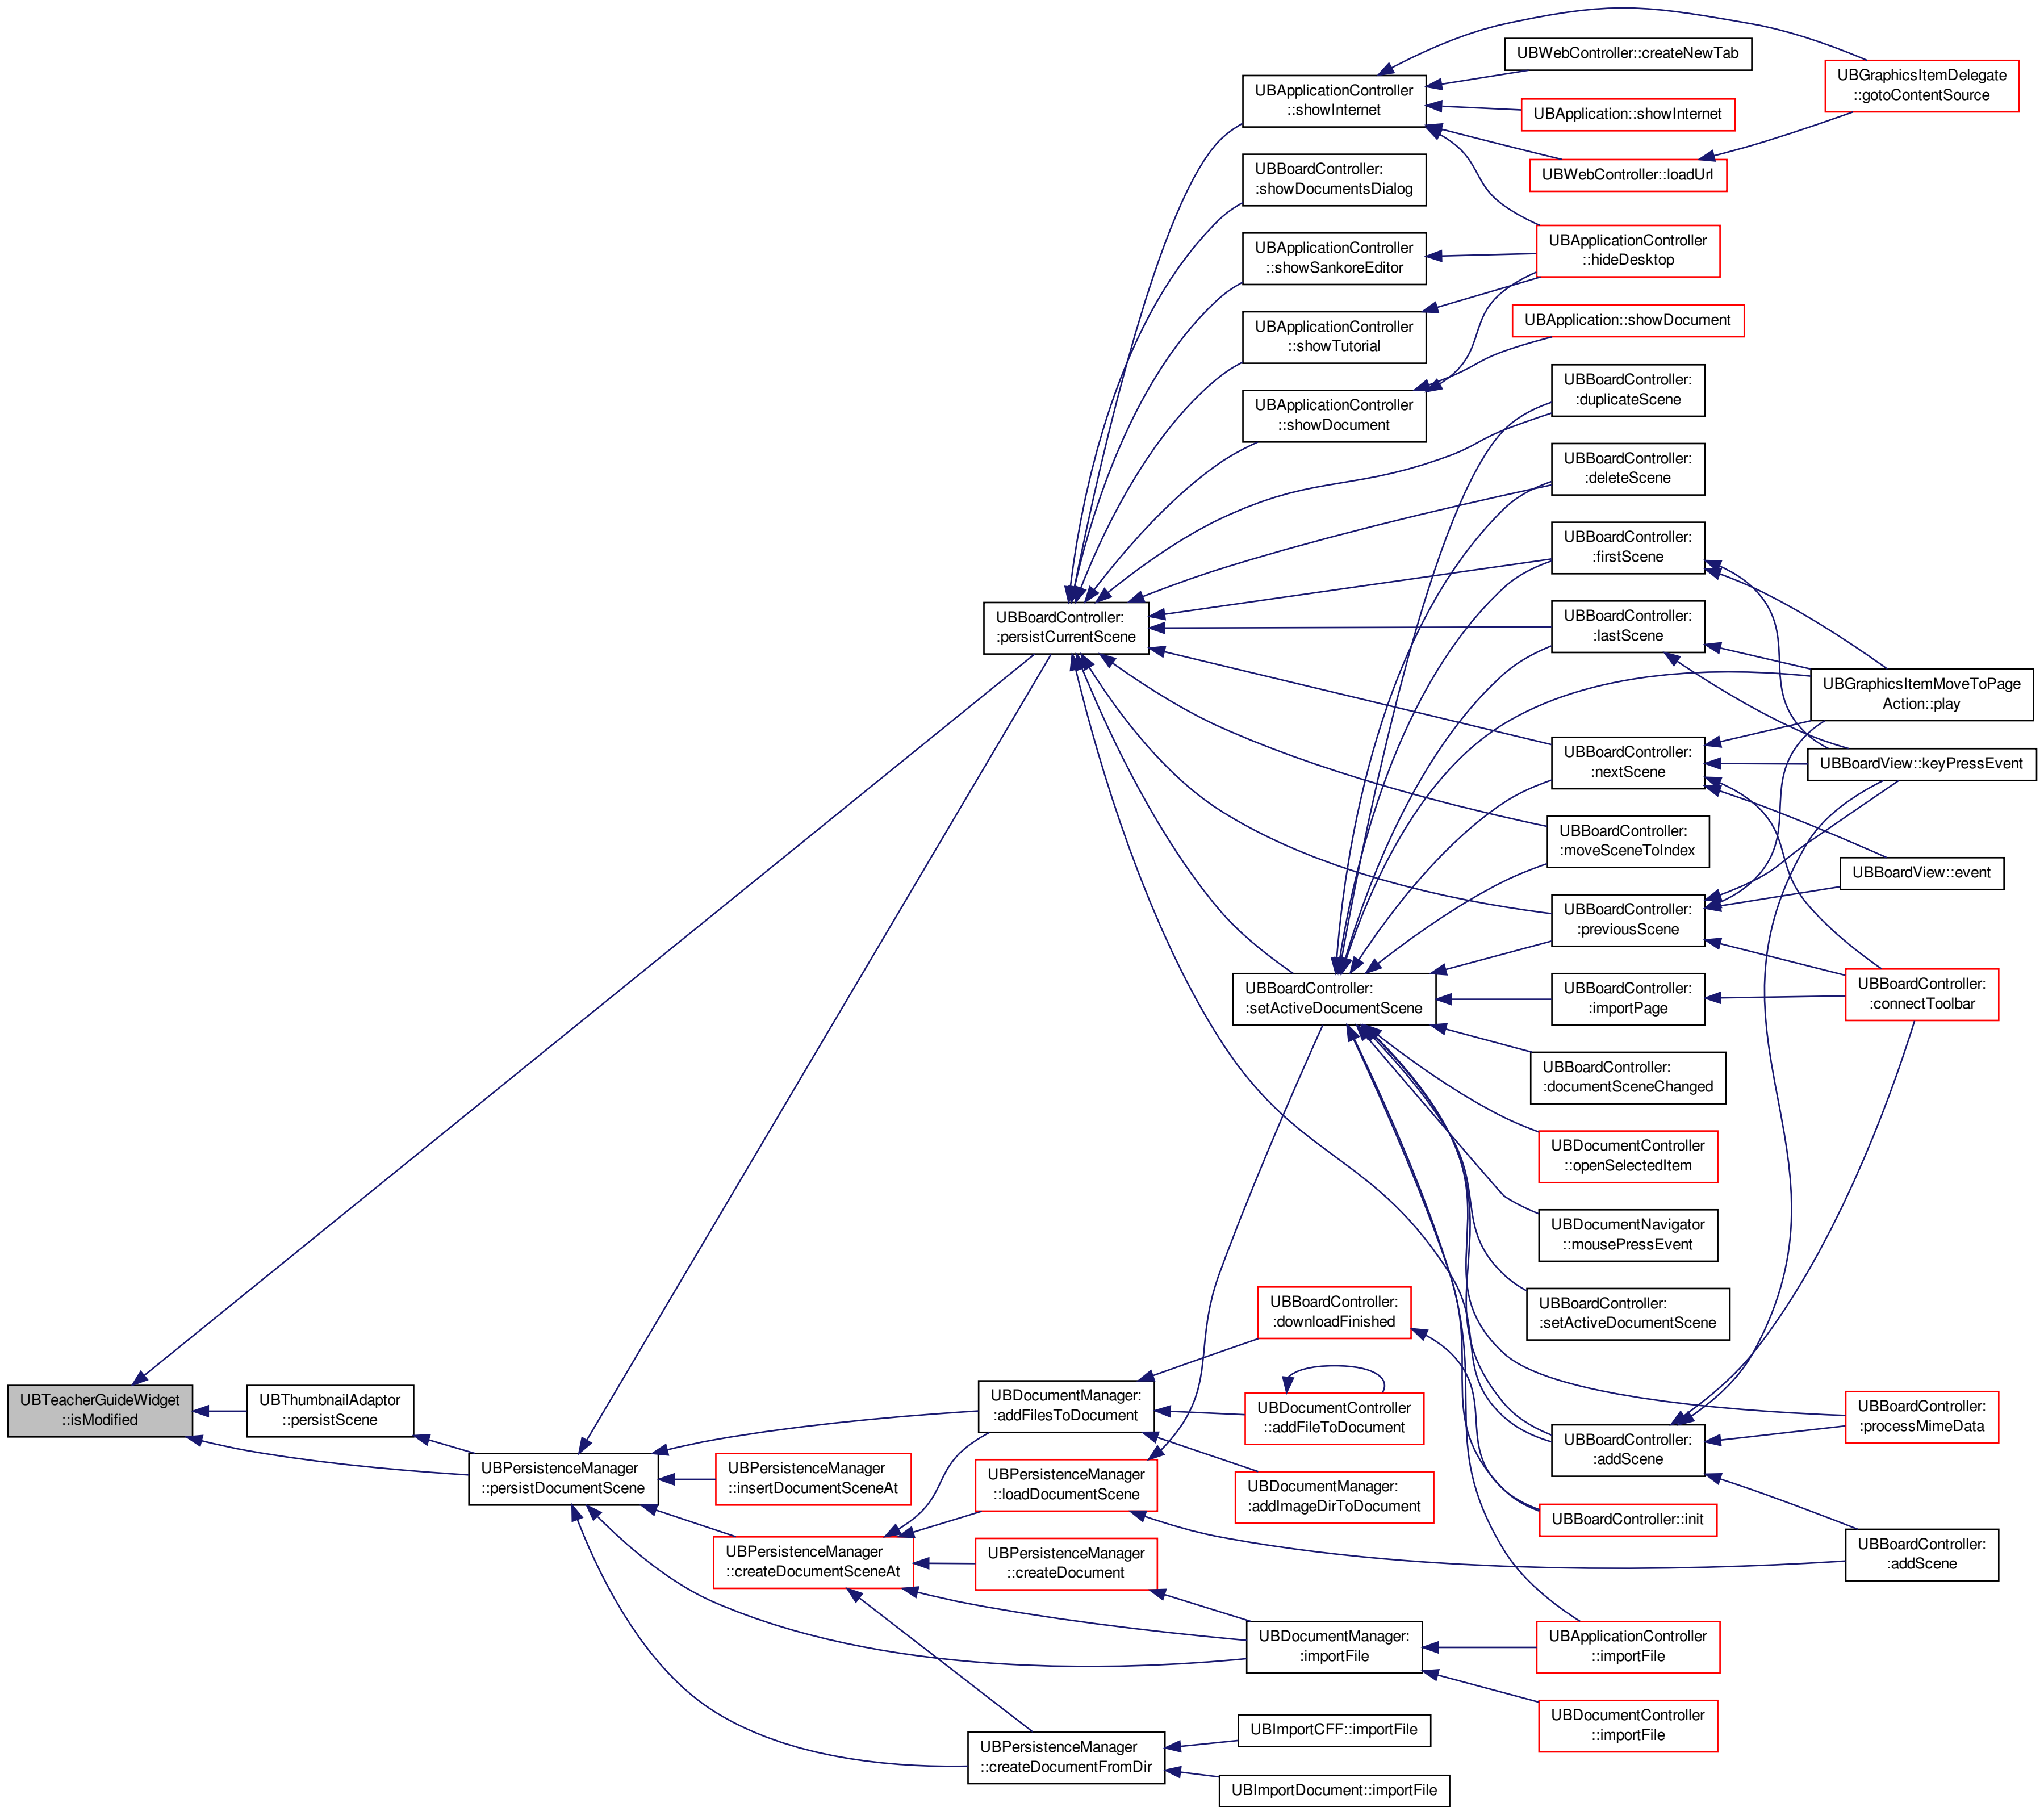 UBWebController::createNewTab
UBGraphicsItemDelegate
::gotoContentSource
UBApplicationController
::showInternet
UBApplication::showInternet
UBWebController::loadUrl
UBBoardController:
:showDocumentsDialog
UBApplicationController
::hideDesktop
UBApplicationController
::showSankoreEditor
UBApplication::showDocument
UBApplicationController
::showTutorial
UBBoardController:
:duplicateScene
UBApplicationController
::showDocument
UBBoardController:
:deleteScene
UBBoardController:
:firstScene
UBBoardController:
:persistCurrentScene
UBBoardController:
:lastScene
UBGraphicsItemMoveToPage
Action::play
UBBoardController:
:nextScene
UBBoardView::keyPressEvent
UBBoardController:
:moveSceneToIndex
UBBoardView::event
UBBoardController:
:previousScene
UBBoardController:
:setActiveDocumentScene
UBBoardController:
:importPage
UBBoardController:
:connectToolbar
UBBoardController:
:documentSceneChanged
UBDocumentController
::openSelectedItem
UBDocumentNavigator
::mousePressEvent
UBBoardController:
:downloadFinished
UBBoardController:
:setActiveDocumentScene
UBTeacherGuideWidget
::isModified
UBThumbnailAdaptor
::persistScene
UBDocumentManager:
:addFilesToDocument
UBDocumentController
::addFileToDocument
UBBoardController:
:processMimeData
UBBoardController:
:addScene
UBPersistenceManager
::persistDocumentScene
UBPersistenceManager
::insertDocumentSceneAt
UBPersistenceManager
::loadDocumentScene
UBDocumentManager:
:addImageDirToDocument
UBBoardController::init
UBPersistenceManager
::createDocumentSceneAt
UBPersistenceManager
::createDocument
UBBoardController:
:addScene
UBDocumentManager:
:importFile
UBApplicationController
::importFile
UBDocumentController
::importFile
UBPersistenceManager
::createDocumentFromDir
UBImportCFF::importFile
UBImportDocument::importFile